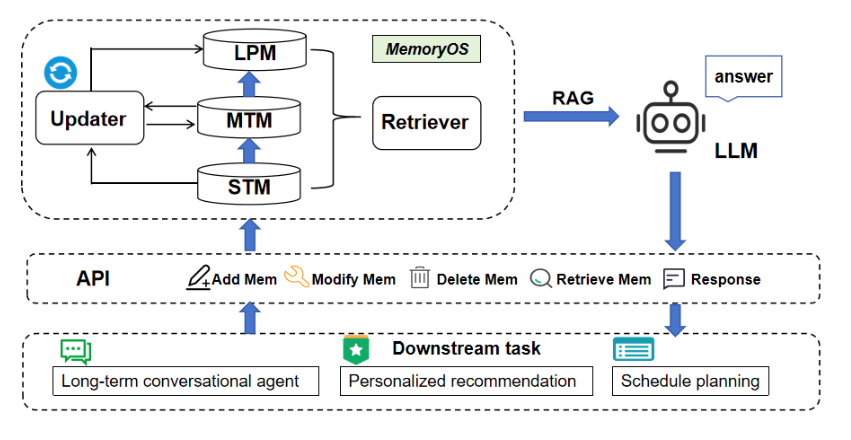 LPM
MemoryOS
Updater
MTM
Retriever
STM
RAG
answer
LLM
API
Add Mem
Modify Mem
Delete Mem
Retrieve Mem
Response
Downstream task
Long-term conversational agent
Personalized recommendation
Schedule planning